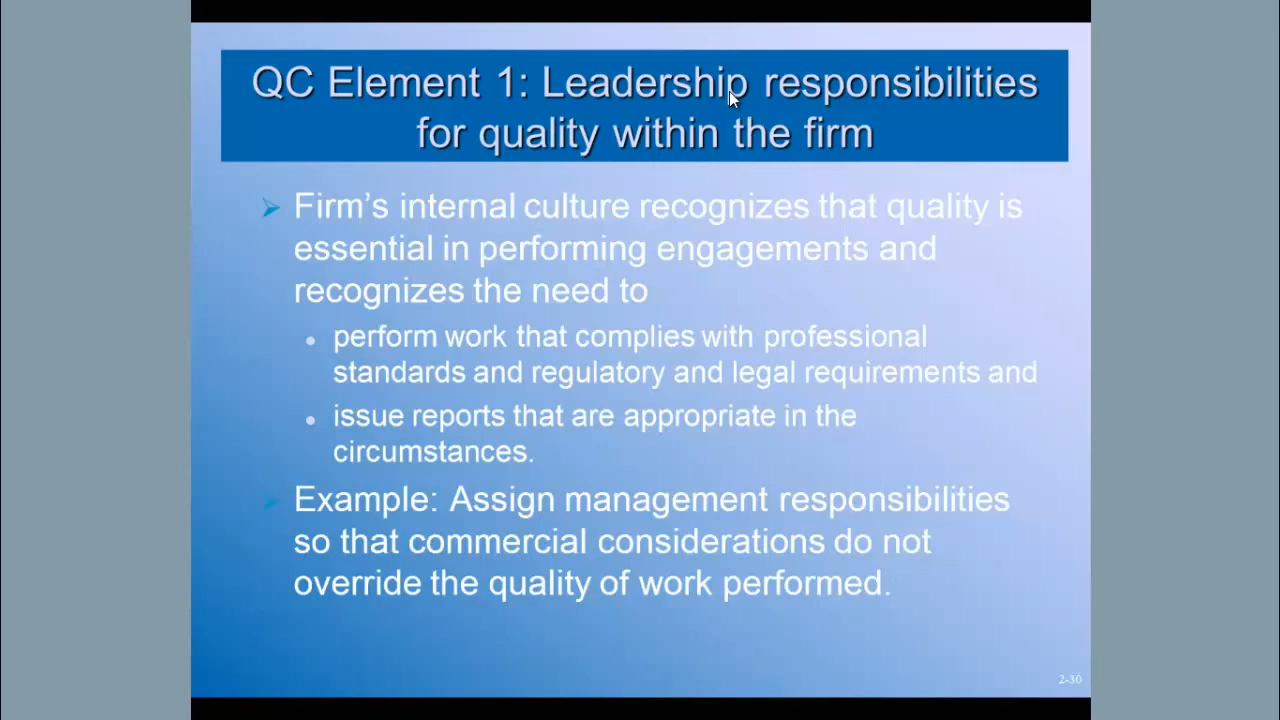 QC Element 1: Leadership responsibilities
for quality within the firm
Firm’s internal culture recognizes that quality is
essential in performing engagements and
recognizes the need to
perform work that complies with professional
standards and regulatory and legal requirements and
issue reports that are appropriate in the
circumstances.
Example: Assign management responsibilities
so that commercial considerations do not
override the quality of work performed.
2-30